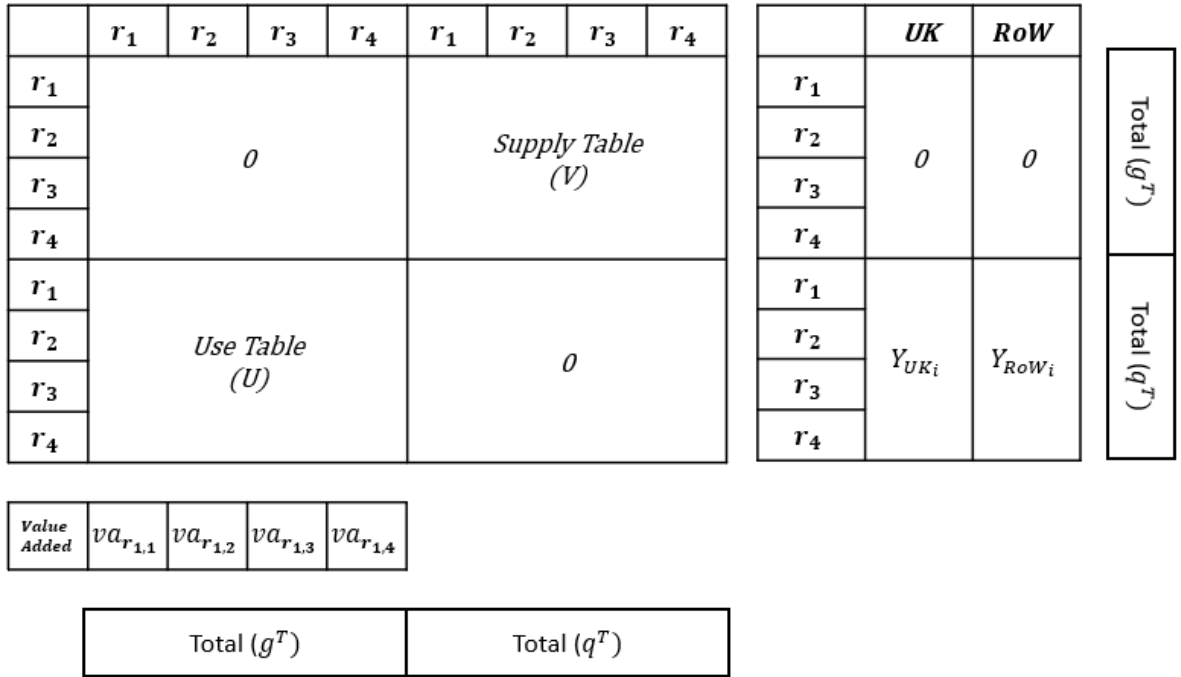 r₁ r₂ r₃ r₄ r₁ r₂ r₃ r₄
r₁
r₂
r₃
r₄
r₁
r₂
r₃
r₄
0
Supply Table
(V)
Use Table
(U)
0
UK RoW
r₁
r₂
r₃
r₄
r₁
r₂
r₃
r₄
0 0
Y_{UK_i} Y_{RoW_i}
Total (g^T)
Total (q^T)
Value
Added
va_{r_{1,1}} va_{r_{1,2}} va_{r_{1,3}} va_{r_{1,4}}
Total (g^T) Total (q^T)